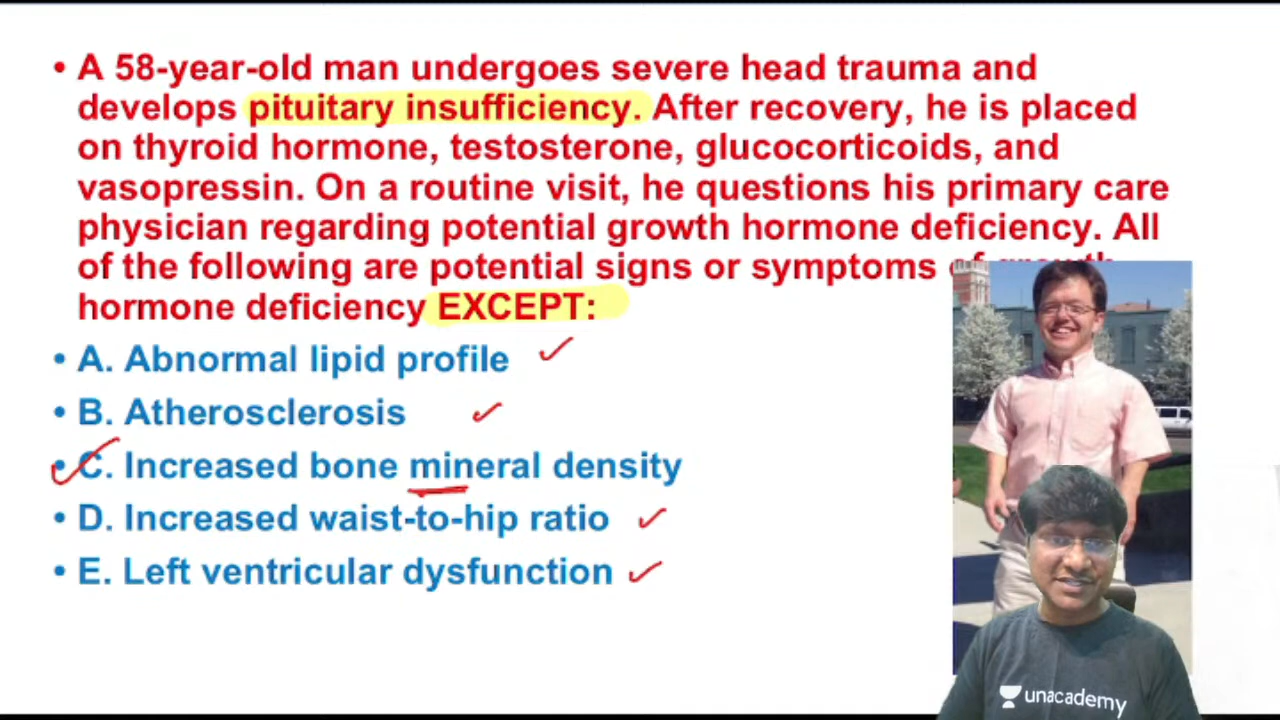 • A 58-year-old man undergoes severe head trauma and
develops pituitary insufficiency. After recovery, he is placed
on thyroid hormone, testosterone, glucocorticoids, and
vasopressin. On a routine visit, he questions his primary care
physician regarding potential growth hormone deficiency. All
of the following are potential signs or symptoms of growth
hormone deficiency EXCEPT:
• A. Abnormal lipid profile
• B. Atherosclerosis
• C. Increased bone mineral density
• D. Increased waist-to-hip ratio
• E. Left ventricular dysfunction
unacademy